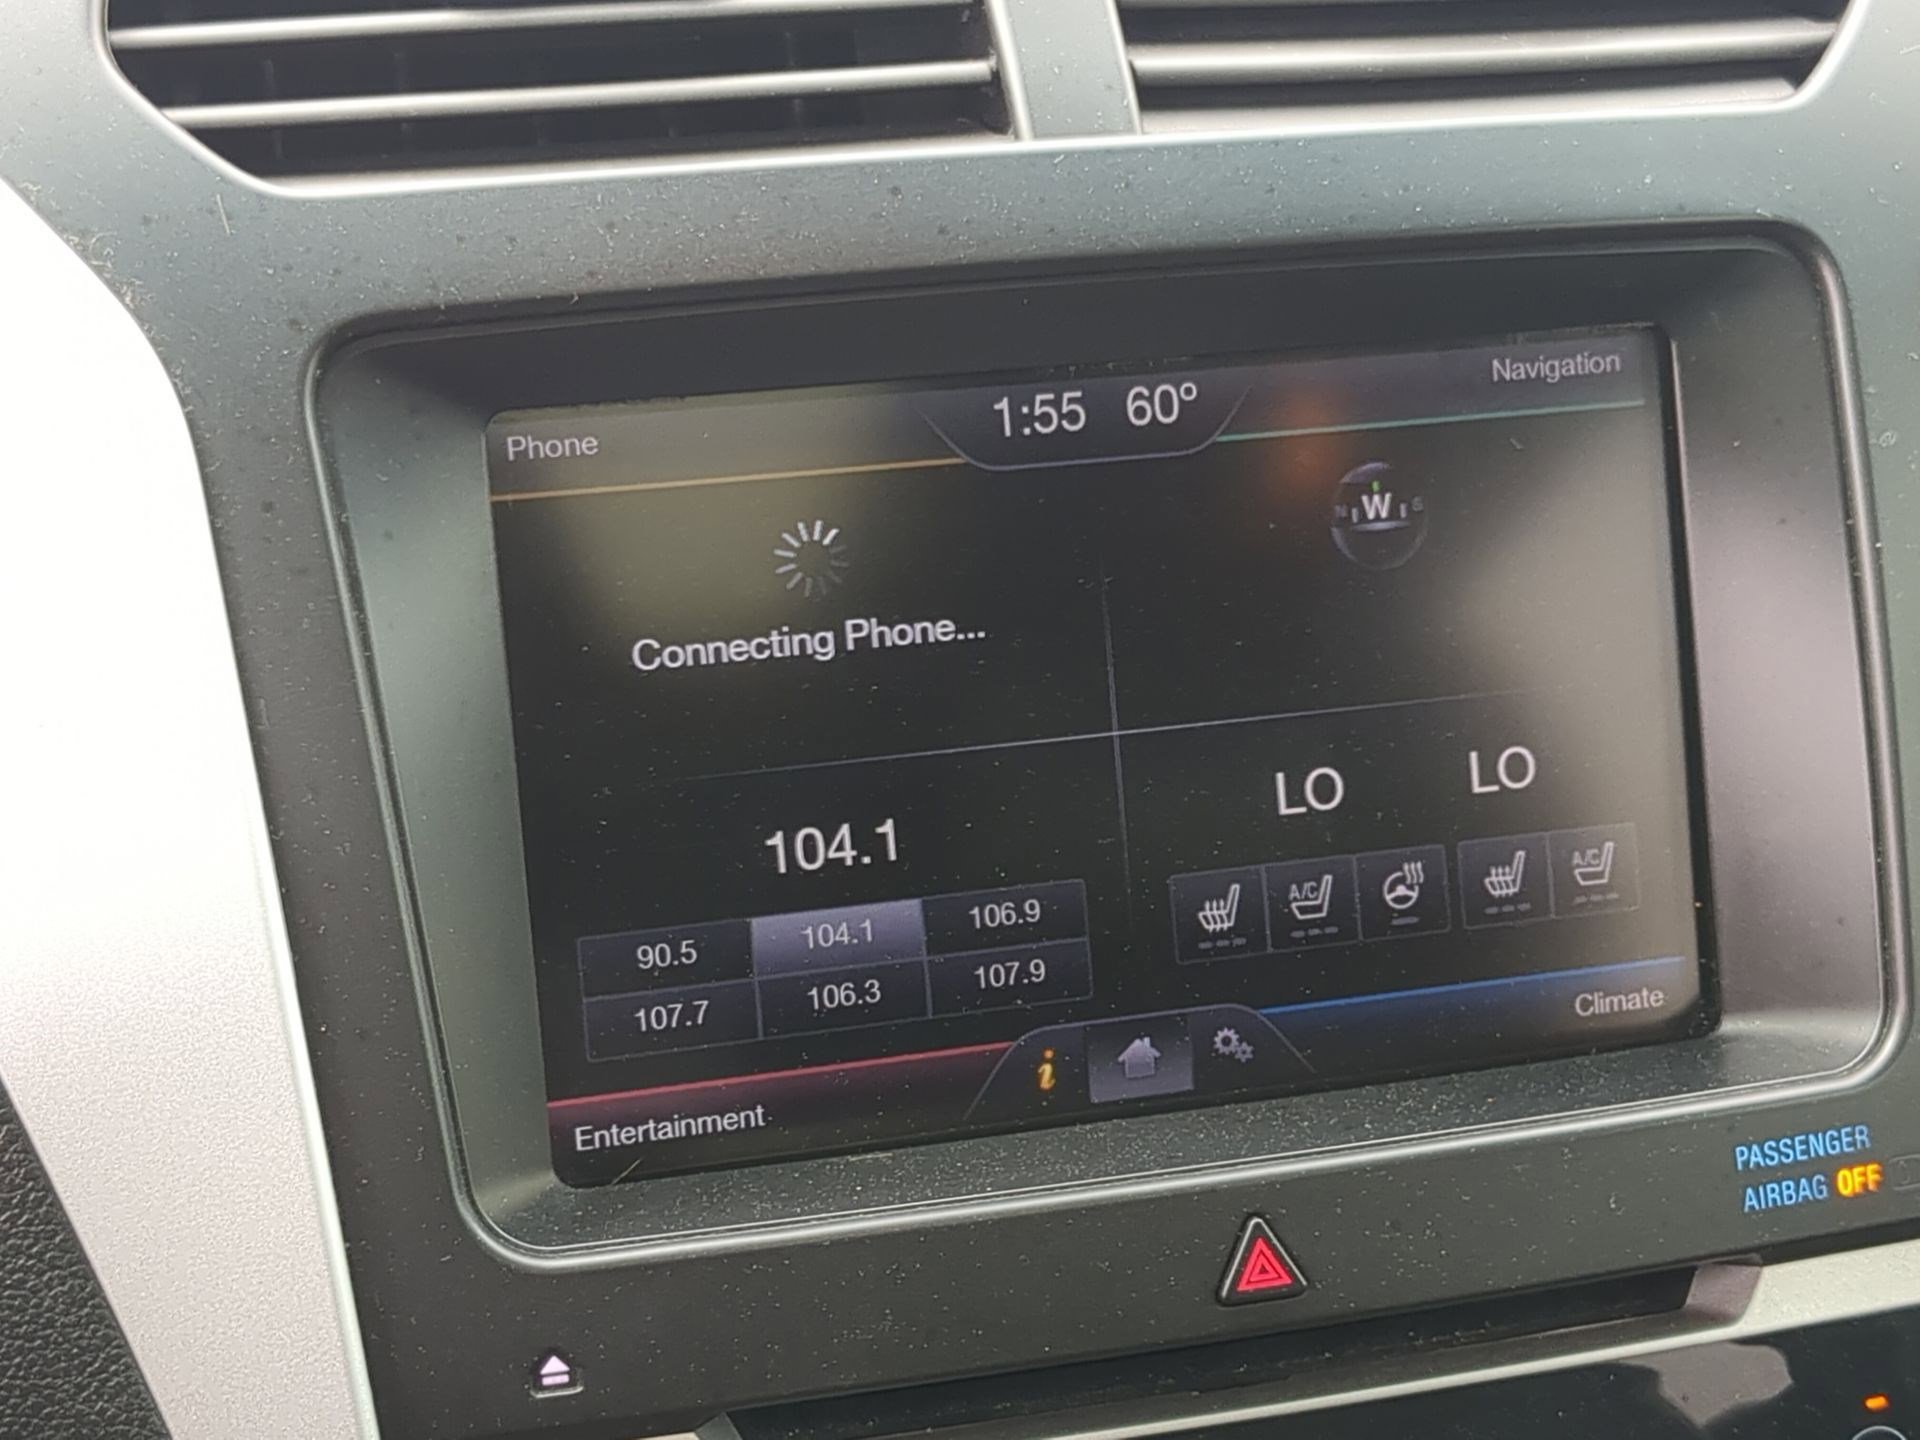 Phone
1:55 60°
Navigation
N W S
Connecting Phone...
104.1
LO LO
A/C A/C
90.5 104.1 106.9
107.7 106.3 107.9
Climate
i
Entertainment
PASSENGER
AIRBAG OFF